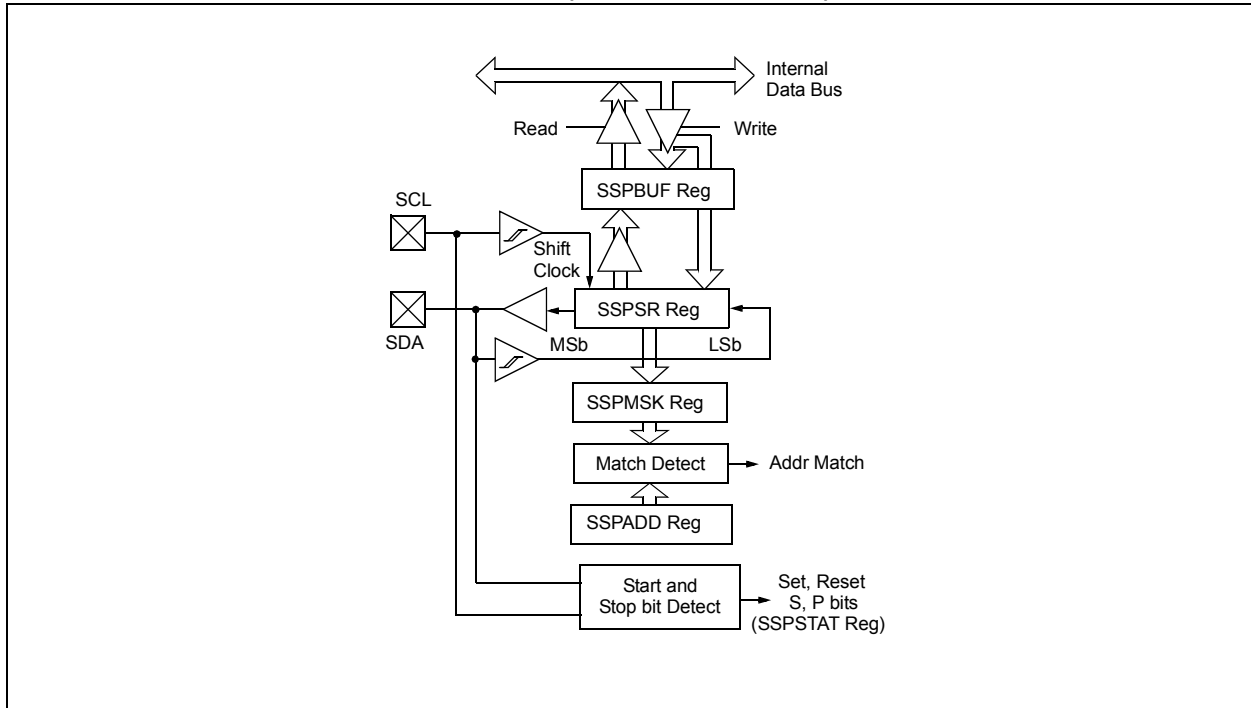 Internal
Data Bus
Read
Write
SSPBUF Reg
SCL
Shift
Clock
SSPSR Reg
SDA
MSb
LSb
SSPMSK Reg
Match Detect
Addr Match
SSPADD Reg
Start and
Stop bit Detect
Set, Reset
S, P bits
(SSPSTAT Reg)